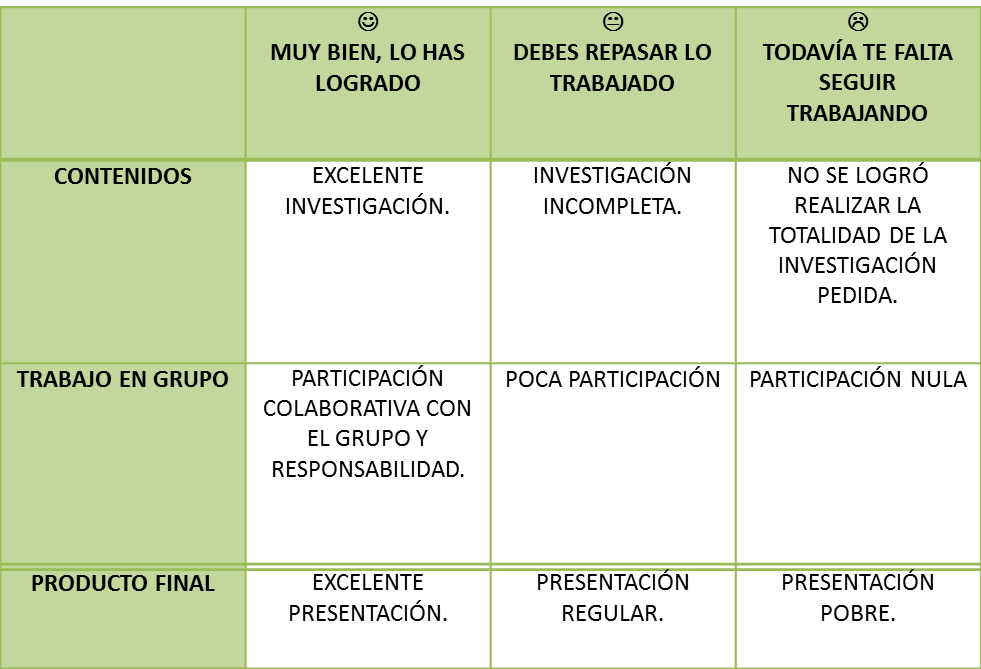 MUY BIEN, LO HAS
LOGRADO
DEBES REPASAR LO
TRABAJADO
TODAVÍA TE FALTA
SEGUIR
TRABAJANDO
CONTENIDOS
EXCELENTE
INVESTIGACIÓN.
INVESTIGACIÓN
INCOMPLETA.
NO SE LOGRÓ
REALIZAR LA
TOTALIDAD DE LA
INVESTIGACIÓN
PEDIDA.
TRABAJO EN GRUPO
PARTICIPACIÓN
COLABORATIVA CON
EL GRUPO Y
RESPONSABILIDAD.
POCA PARTICIPACIÓN
PARTICIPACIÓN NULA
PRODUCTO FINAL
EXCELENTE
PRESENTACIÓN.
PRESENTACIÓN
REGULAR.
PRESENTACIÓN
POBRE.